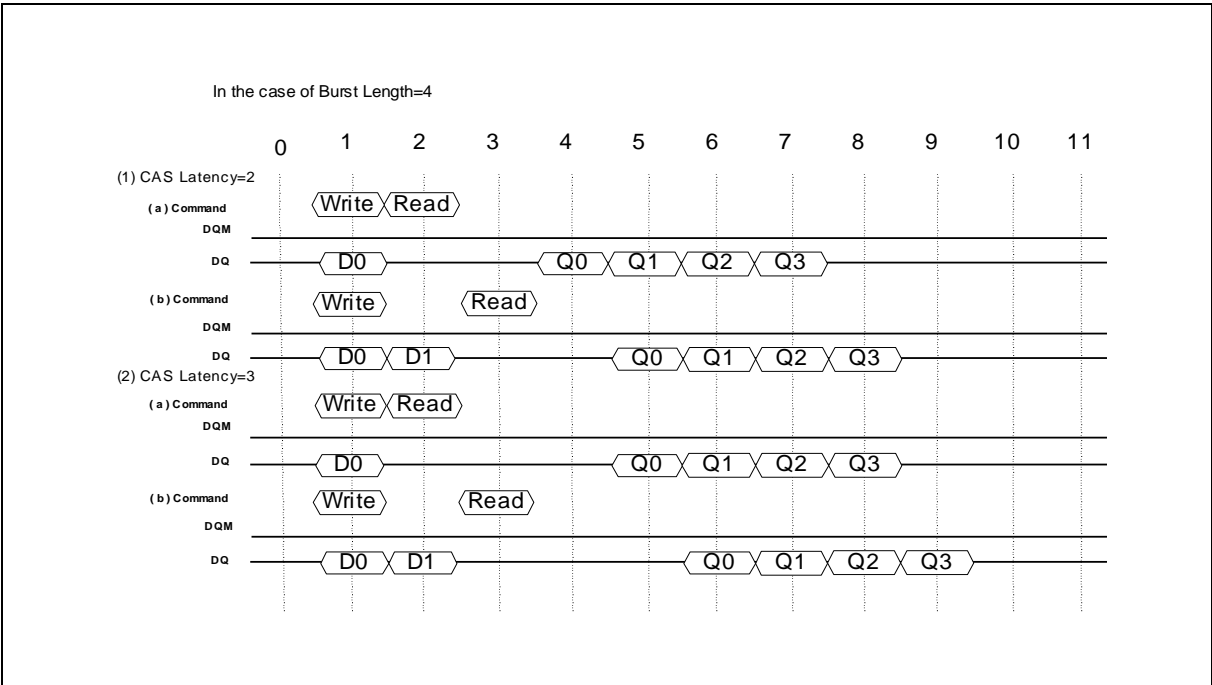 In the case of Burst Length=4
0 1 2 3 4 5 6 7 8 9 10 11
(1) CAS Latency=2
( a ) Command Write Read
DQM
DQ D0 Q0 Q1 Q2 Q3
( b ) Command Write Read
DQM
DQ D0 D1 Q0 Q1 Q2 Q3
(2) CAS Latency=3
( a ) Command Write Read
DQM
DQ D0 Q0 Q1 Q2 Q3
( b ) Command Write Read
DQM
DQ D0 D1 Q0 Q1 Q2 Q3